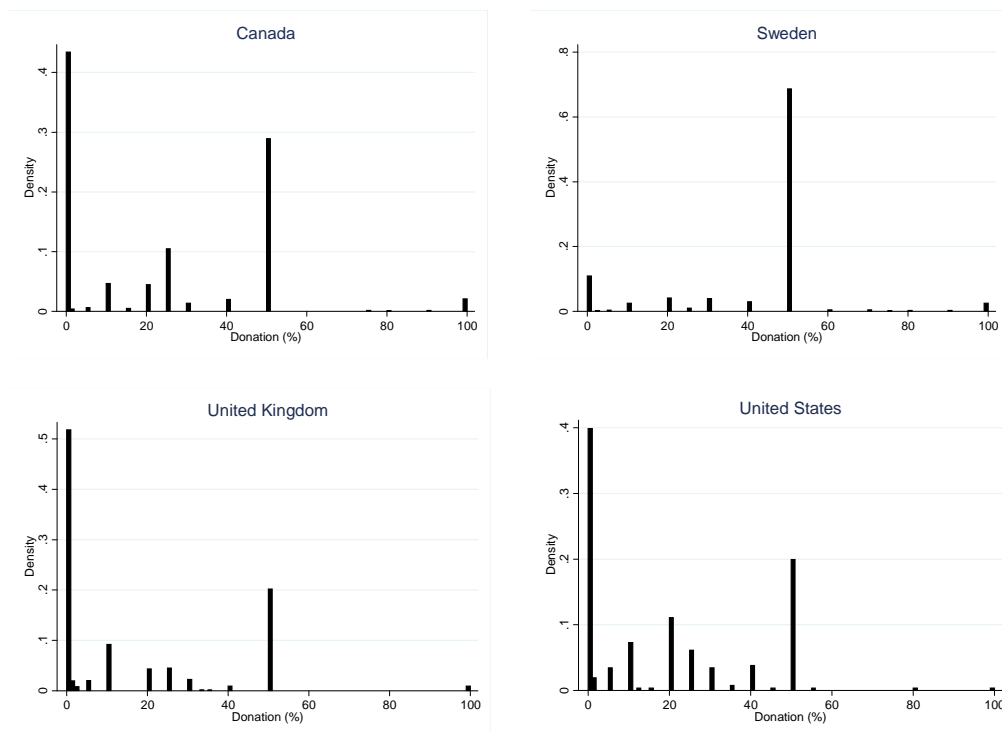 Canada
Density
.4
.3
.2
.1
0
0 20 40 60 80 100
Donation (%)
Sweden
Density
.8
.6
.4
.2
0
0 20 40 60 80 100
Donation (%)
United Kingdom
Density
.5
.4
.3
.2
.1
0
0 20 40 60 80 100
Donation (%)
United States
Density
.4
.3
.2
.1
0
0 20 40 60 80 100
Donation (%)